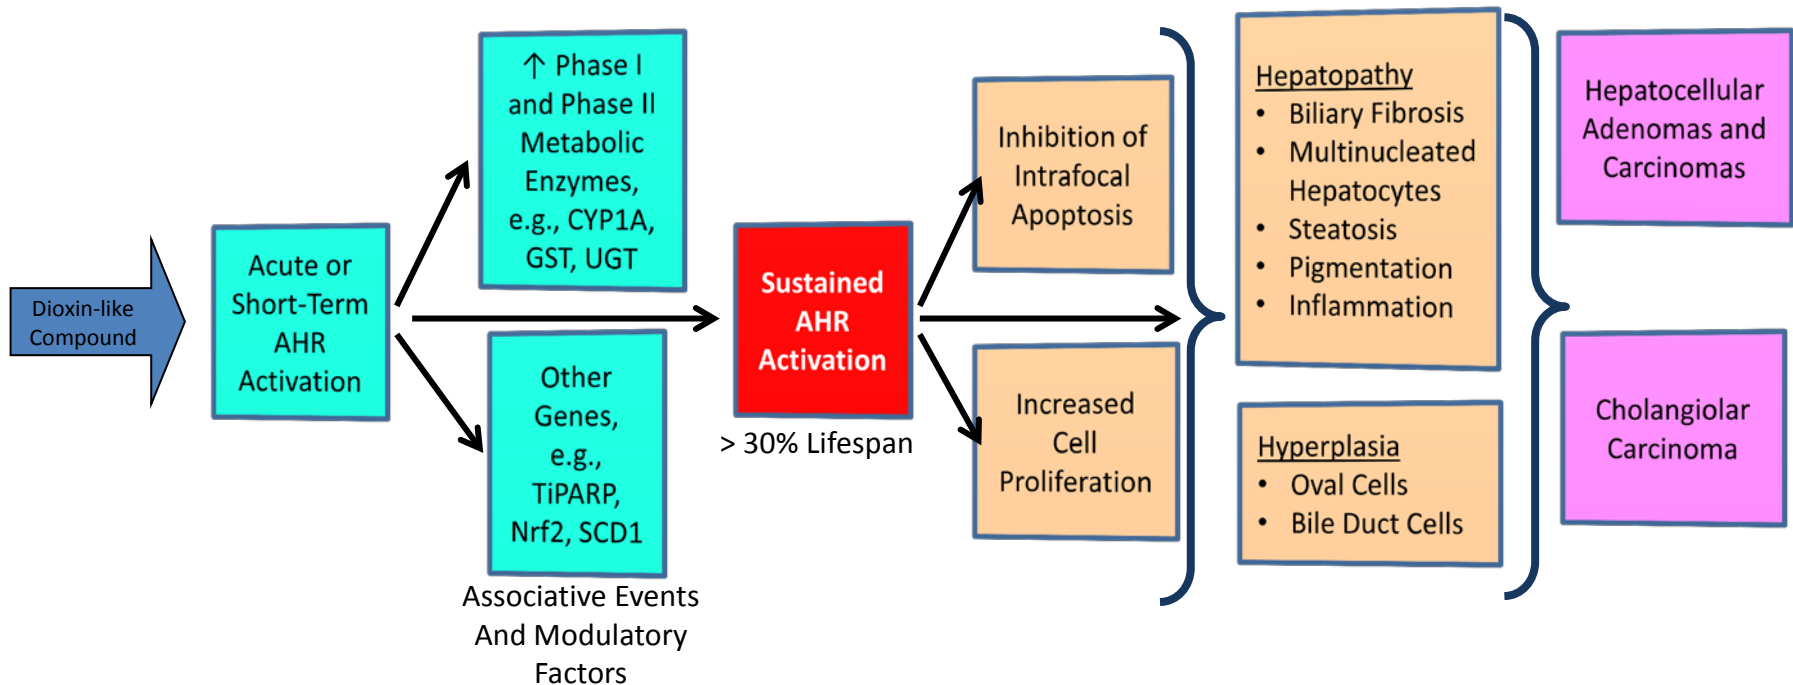 Dioxin-like
Compound
Acute or
Short-Term
AHR
Activation
↑ Phase I
and Phase II
Metabolic
Enzymes,
e.g., CYP1A,
GST, UGT
Other
Genes,
e.g.,
TiPARP,
Nrf2, SCD1
Associative Events
And Modulatory
Factors
Sustained
AHR
Activation
> 30% Lifespan
Inhibition of
Intrafocal
Apoptosis
Increased
Cell
Proliferation
Hepatopathy
• Biliary Fibrosis
• Multinucleated
Hepatocytes
• Steatosis
• Pigmentation
• Inflammation
Hyperplasia
• Oval Cells
• Bile Duct Cells
Hepatocellular
Adenomas and
Carcinomas
Cholangiolar
Carcinoma